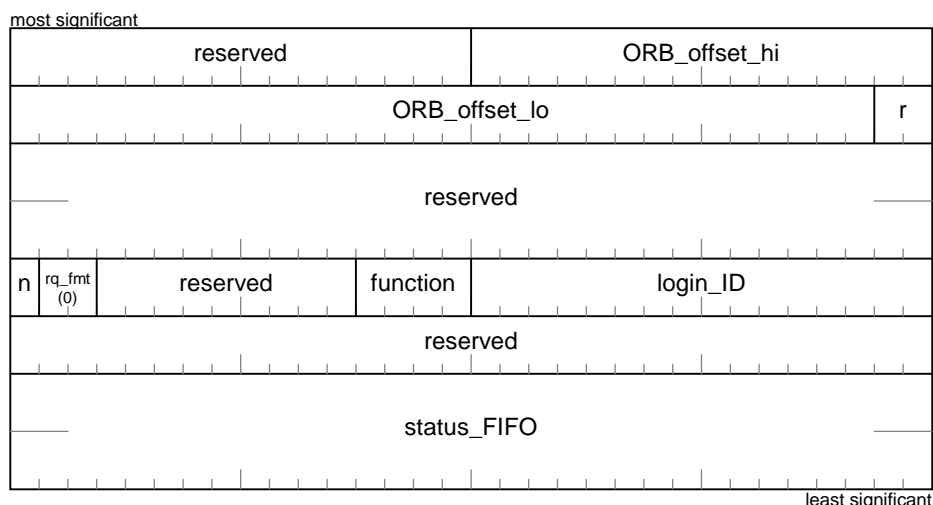 most significant
reserved ORB_offset_hi
ORB_offset_lo r
reserved
n rq_fmt (0) reserved function login_ID
reserved
status_FIFO
least significant